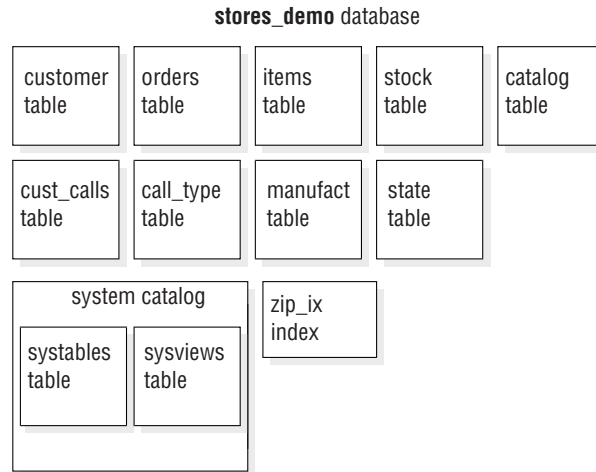 stores_demo database
customer
table
orders
table
items
table
stock
table
catalog
table
cust_calls
table
call_type
table
manufact
table
state
table
system catalog
systables
table
sysviews
table
zip_ix
index